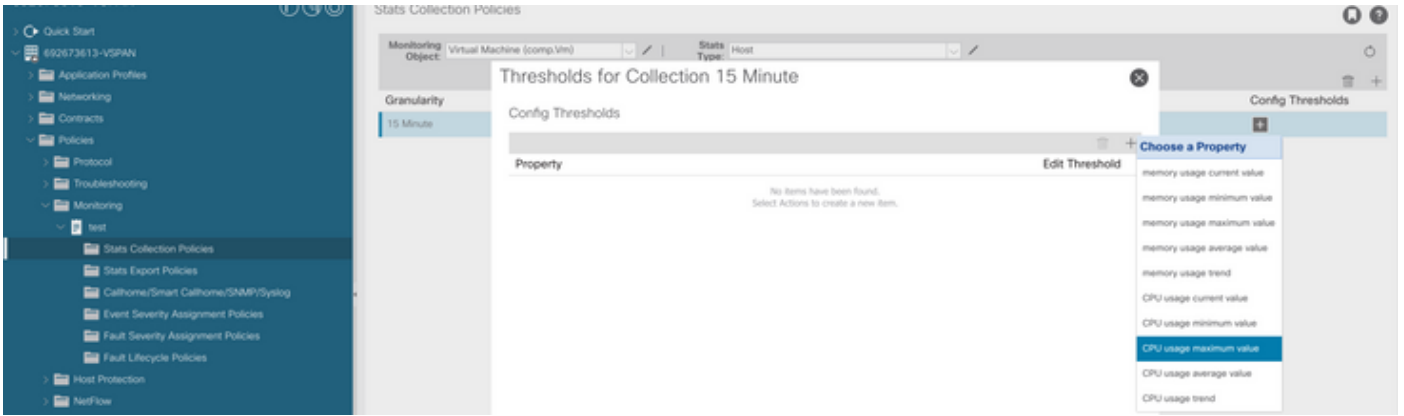 Stats Collection Policies
Quick Start
692673613-VSPAN
Application Profiles
Networking
Contracts
Policies
Protocol
Troubleshooting
Monitoring
test
Stats Collection Policies
Stats Export Policies
Callhome/Smart Callhome/SNMP/Syslog
Event Severity Assignment Policies
Fault Severity Assignment Policies
Fault Lifecycle Policies
Host Protection
NetFlow
Monitoring Virtual Machine (comp.Vm) Stats Host
Object: Type:
Thresholds for Collection 15 Minute
Granularity
Config Thresholds
15 Minute
Config Thresholds
Property
Edit Threshold
No items have been found.
Select Actions to create a new item.
Choose a Property
memory usage current value
memory usage minimum value
memory usage maximum value
memory usage average value
memory usage trend
CPU usage current value
CPU usage minimum value
CPU usage maximum value
CPU usage average value
CPU usage trend